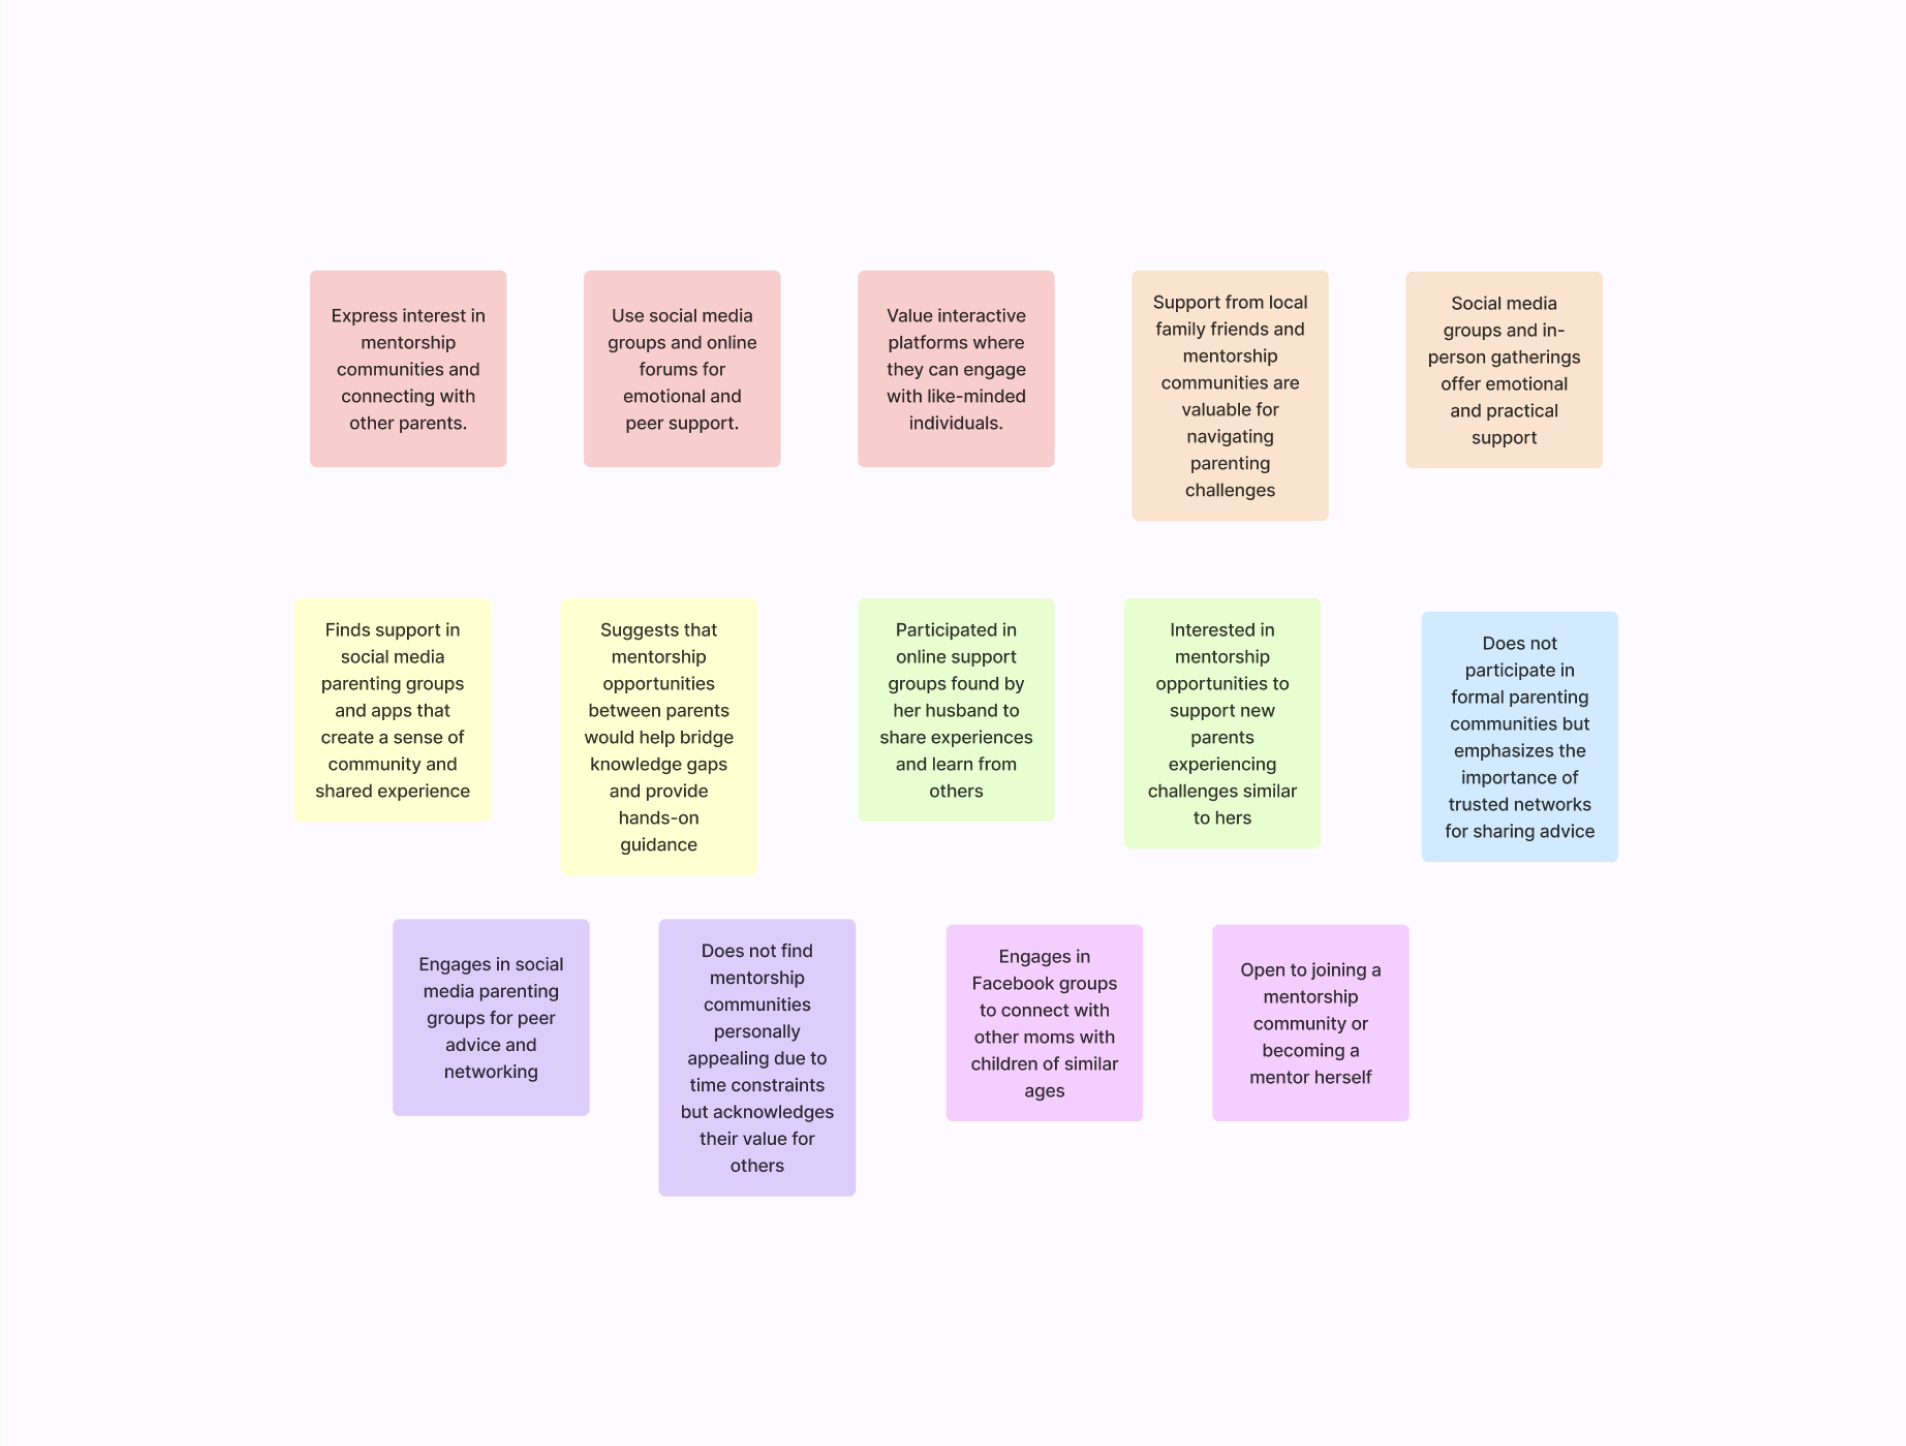 Express interest in
mentorship
communities and
connecting with
other parents.
Use social media
groups and online
forums for
emotional and
peer support.
Value interactive
platforms where
they can engage
with like-minded
individuals.
Support from local
family friends and
mentorship
communities are
valuable for
navigating
parenting
challenges
Social media
groups and in-
person gatherings
offer emotional
and practical
support
Finds support in
social media
parenting groups
and apps that
create a sense of
community and
shared experience
Suggests that
mentorship
opportunities
between parents
would help bridge
knowledge gaps
and provide
hands-on
guidance
Participated in
online support
groups found by
her husband to
share experiences
and learn from
others
Interested in
mentorship
opportunities to
support new
parents
experiencing
challenges similar
to hers
Does not
participate in
formal parenting
communities but
emphasizes the
importance of
trusted networks
for sharing advice
Engages in social
media parenting
groups for peer
advice and
networking
Does not find
mentorship
communities
personally
appealing due to
time constraints
but acknowledges
their value for
others
Engages in
Facebook groups
to connect with
other moms with
children of similar
ages
Open to joining a
mentorship
community or
becoming a
mentor herself